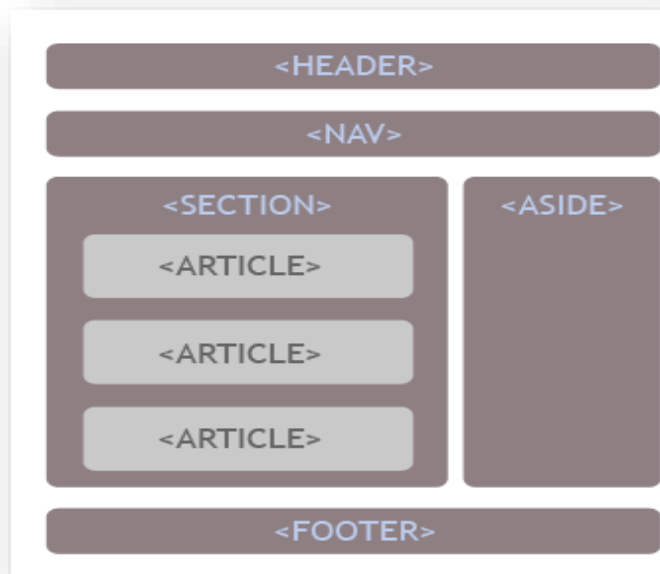 <HEADER>
<NAV>
<SECTION>
<ARTICLE>
<ARTICLE>
<ARTICLE>
<ASIDE>
<FOOTER>